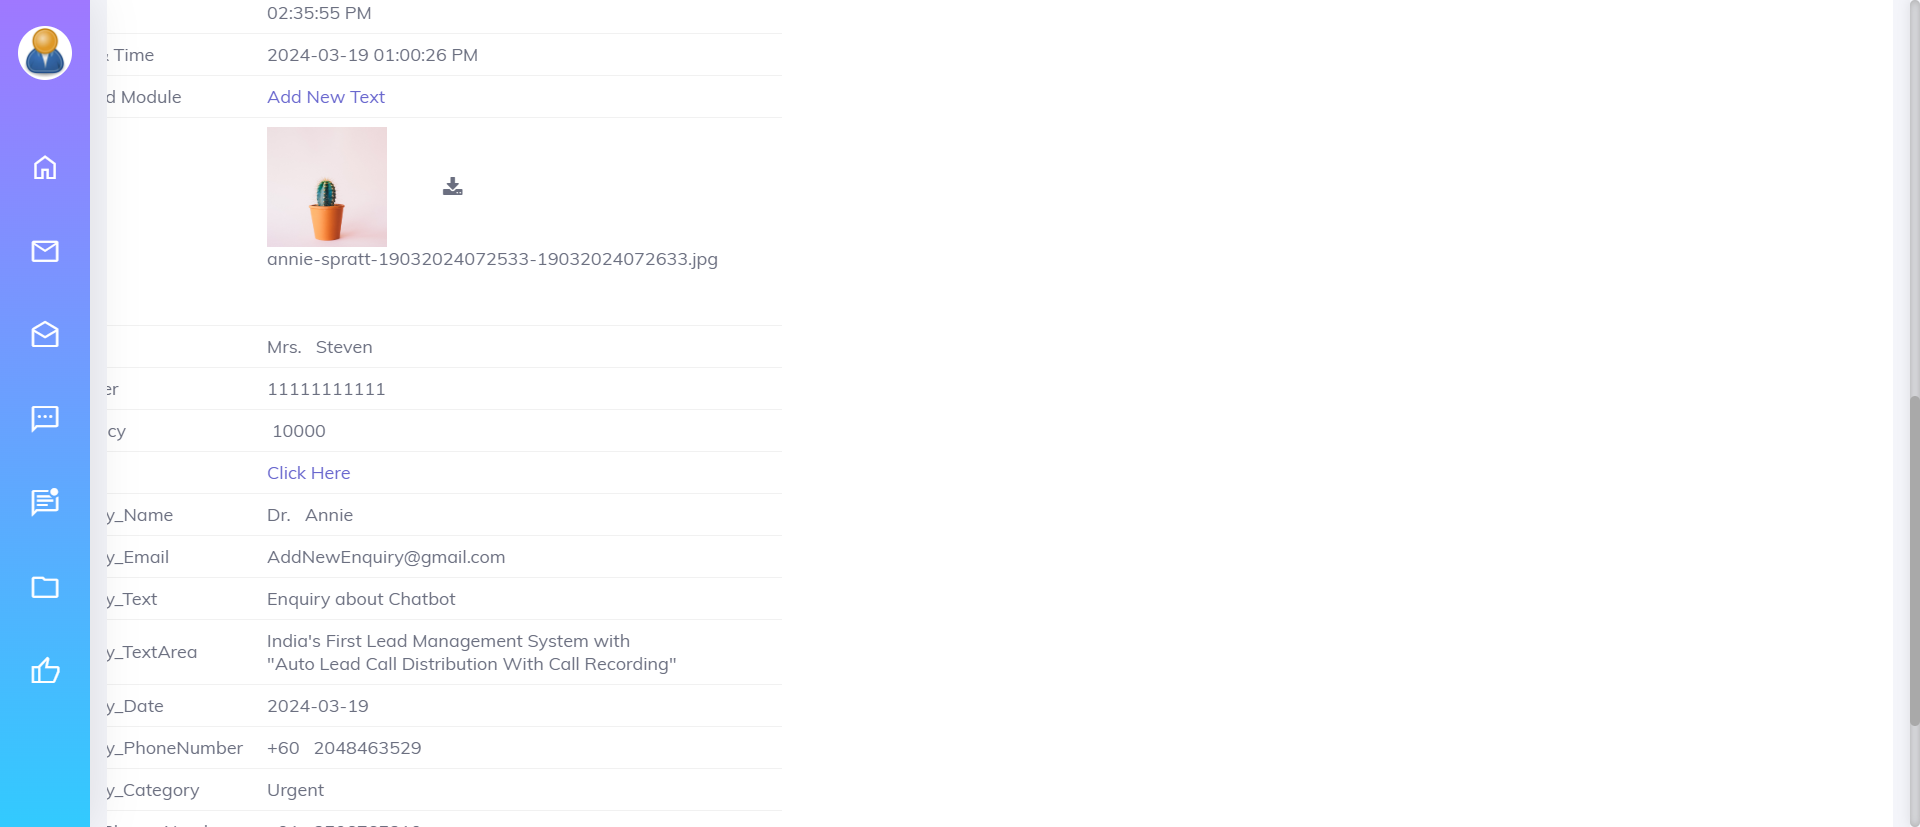 02:35:55 PM
Time 2024-03-19 01:00:26 PM
d Module Add New Text
annie-spratt-19032024072533-19032024072633.jpg
Mrs. Steven
er 11111111111
cy 10000
Click Here
y_Name Dr. Annie
y_Email AddNewEnquiry@gmail.com
y_Text Enquiry about Chatbot
India's First Lead Management System with
y_TextArea "Auto Lead Call Distribution With Call Recording"
y_Date 2024-03-19
y_PhoneNumber +60 2048463529
y_Category Urgent